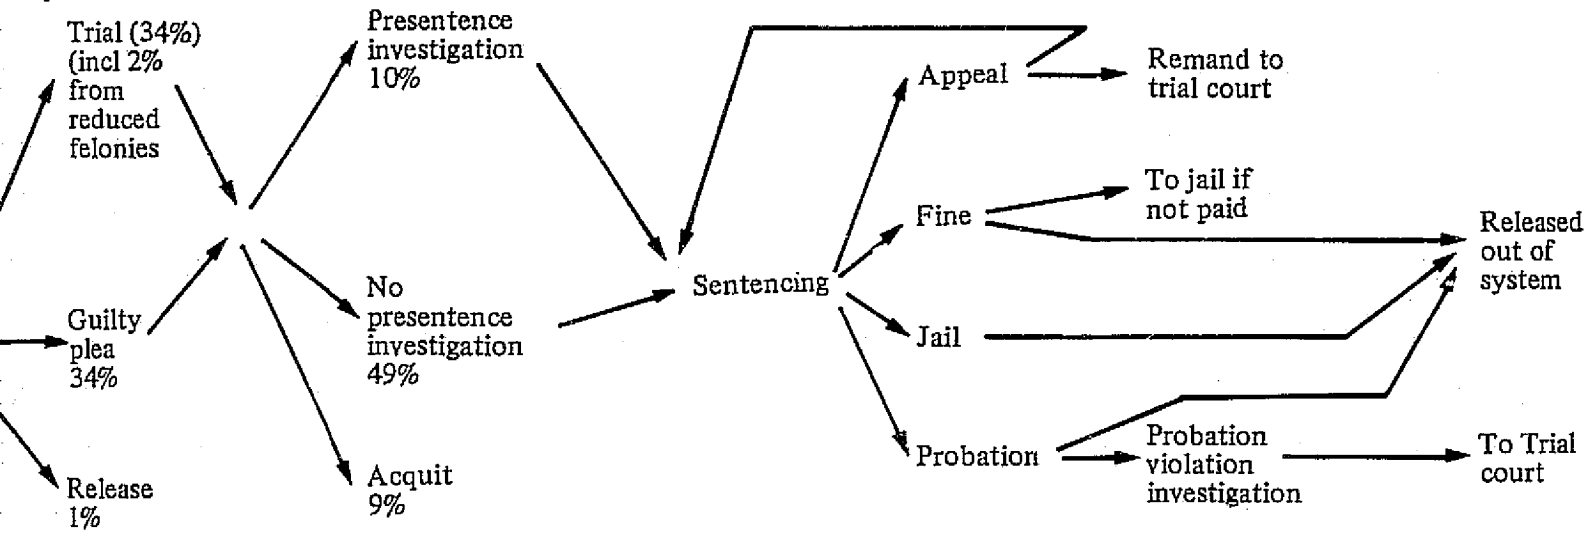 Trial (34%)
(incl 2%
from
reduced
felonies
Guilty
plea
34%
Release
1%
Presentence
investigation
10%
No
presentence
investigation
49%
Acquit
9%
Sentencing
Appeal
Fine
Jail
Probation
Remand to
trial court
To jail if
not paid
Probation
violation
investigation
Released
out of
system
To Trial
court